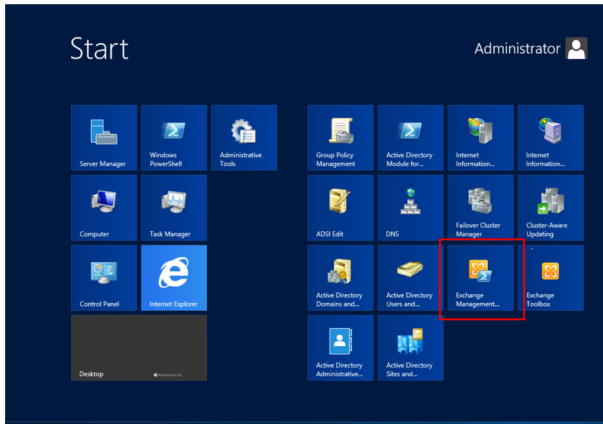 Start
Administrator
Server Manager
Windows
PowerShell
Administrative
Tools
Group Policy
Management
Active Directory
Module for...
Internet
Information...
Internet
Information...
Computer
Task Manager
ADSI Edit
DNS
Failover Cluster
Manager
Cluster-Aware
Updating
Control Panel
Internet Explorer
Active Directory
Domains and...
Active Directory
Users and...
Exchange
Management...
Exchange
Toolbox
Desktop
Active Directory
Administrative...
Active Directory
Sites and...